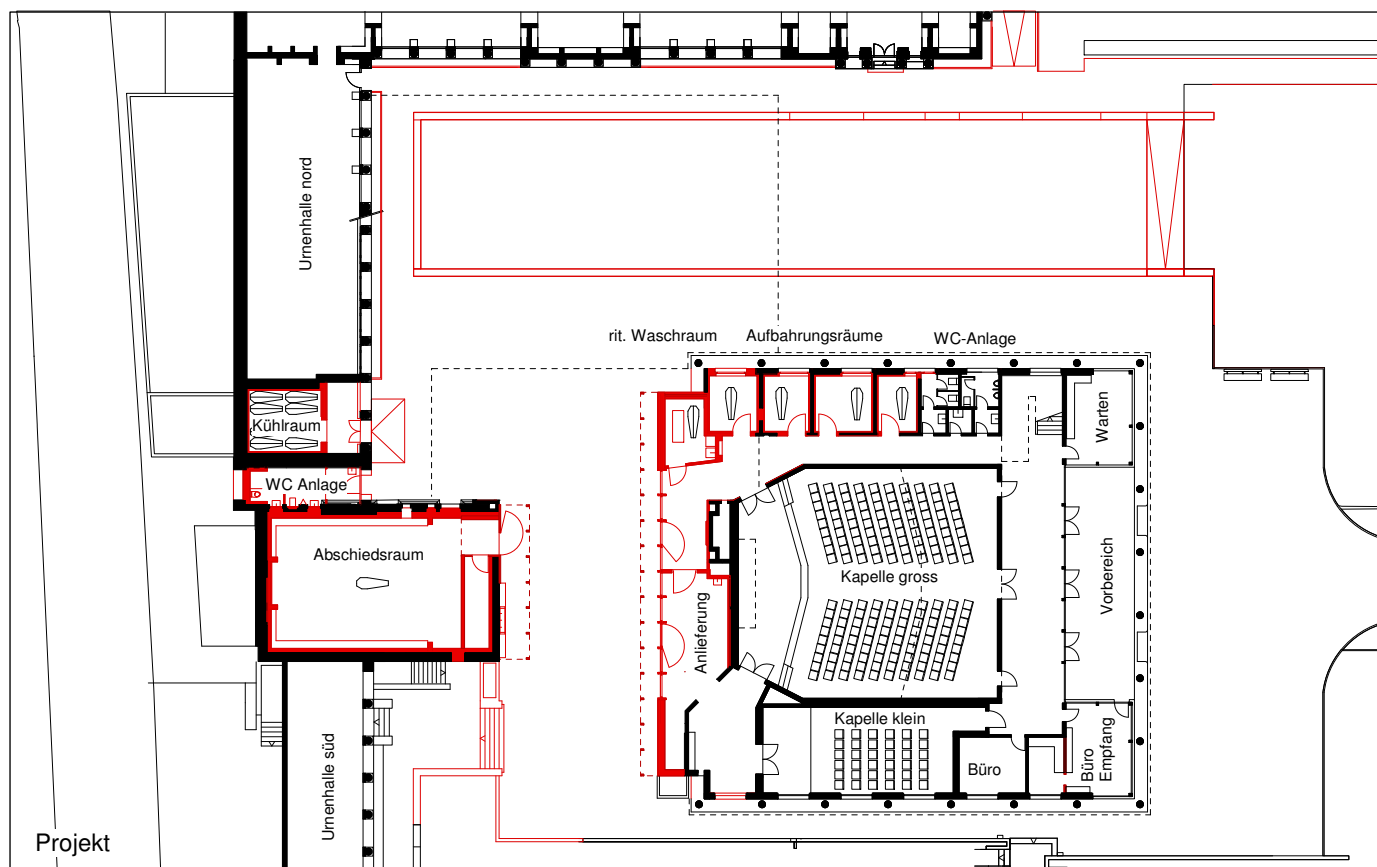 Urnenhalle nord
rit. Waschraum
Aufbahrungsräume
WC-Anlage
Kühlraum
Warten
WC Anlage
Abschiedsraum
Kapelle gross
Vorbereich
Anlieferung
Kapelle klein
Büro
Büro
Empfang
Urnenhalle süd
Projekt